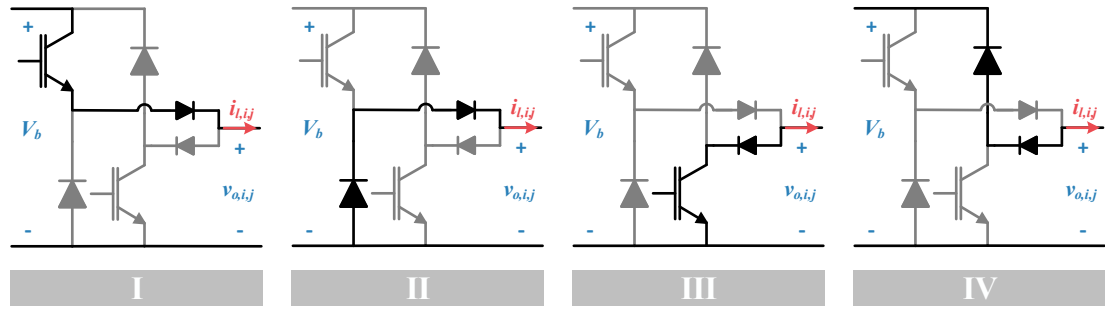 + V_b - i_{l,i,j} + v_{o,i,j} -
I
+ V_b - i_{l,i,j} + v_{o,i,j} -
II
+ V_b - i_{l,i,j} + v_{o,i,j} -
III
+ V_b - i_{l,i,j} + v_{o,i,j} -
IV